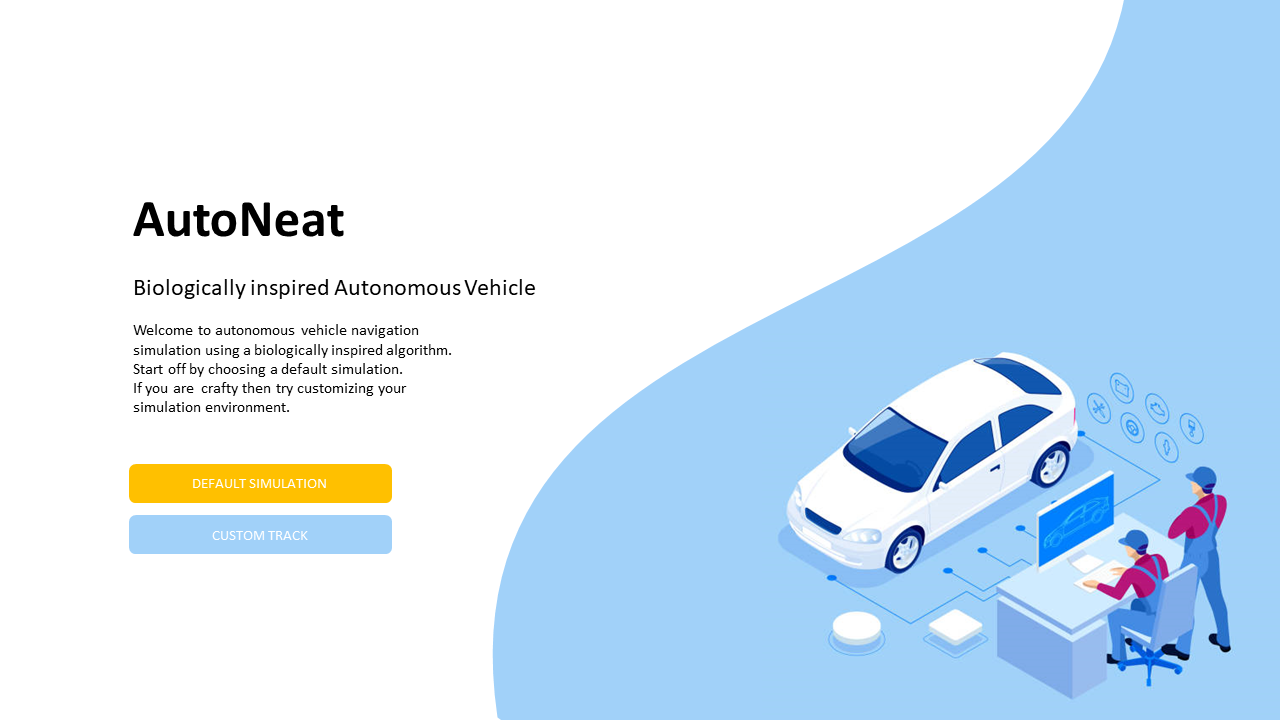 AutoNeat
Biologically inspired Autonomous Vehicle
Welcome to autonomous vehicle navigation
simulation using a biologically inspired algorithm.
Start off by choosing a default simulation.
If you are crafty then try customizing your
simulation environment.
DEFAULT SIMULATION
CUSTOM TRACK